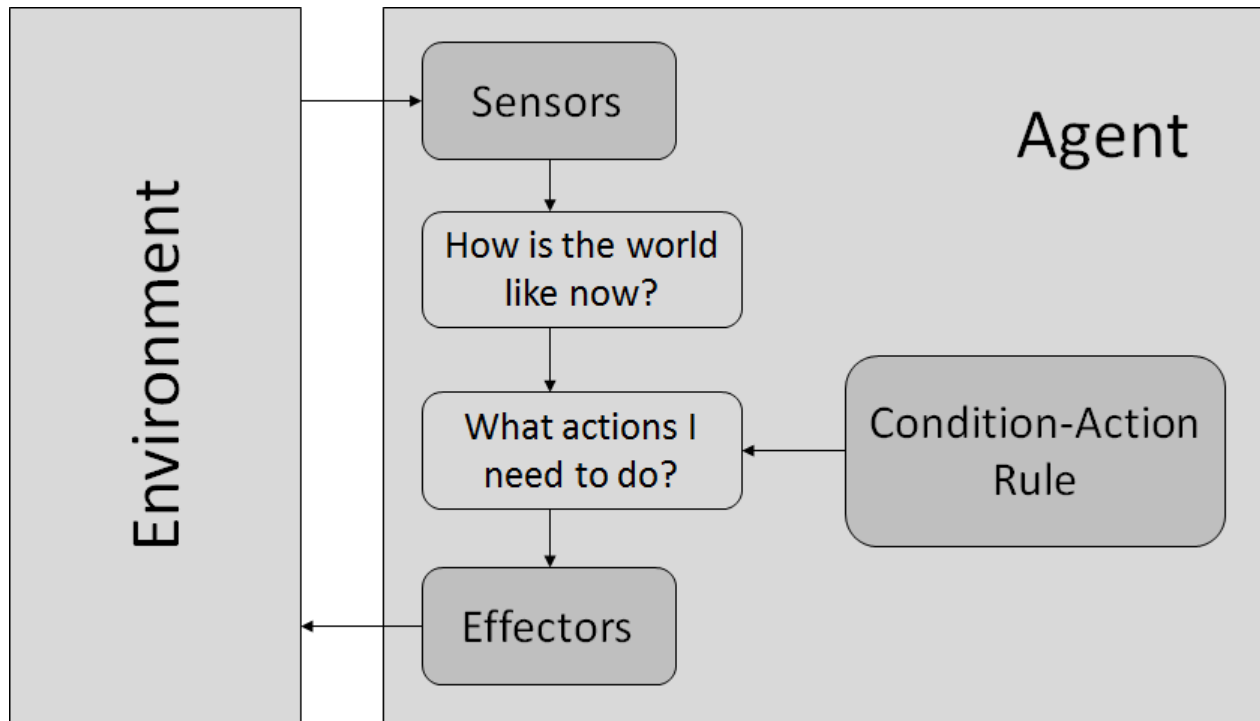 Environment
Sensors
Agent
How is the world
like now?
What actions I
need to do?
Condition-Action
Rule
Effectors